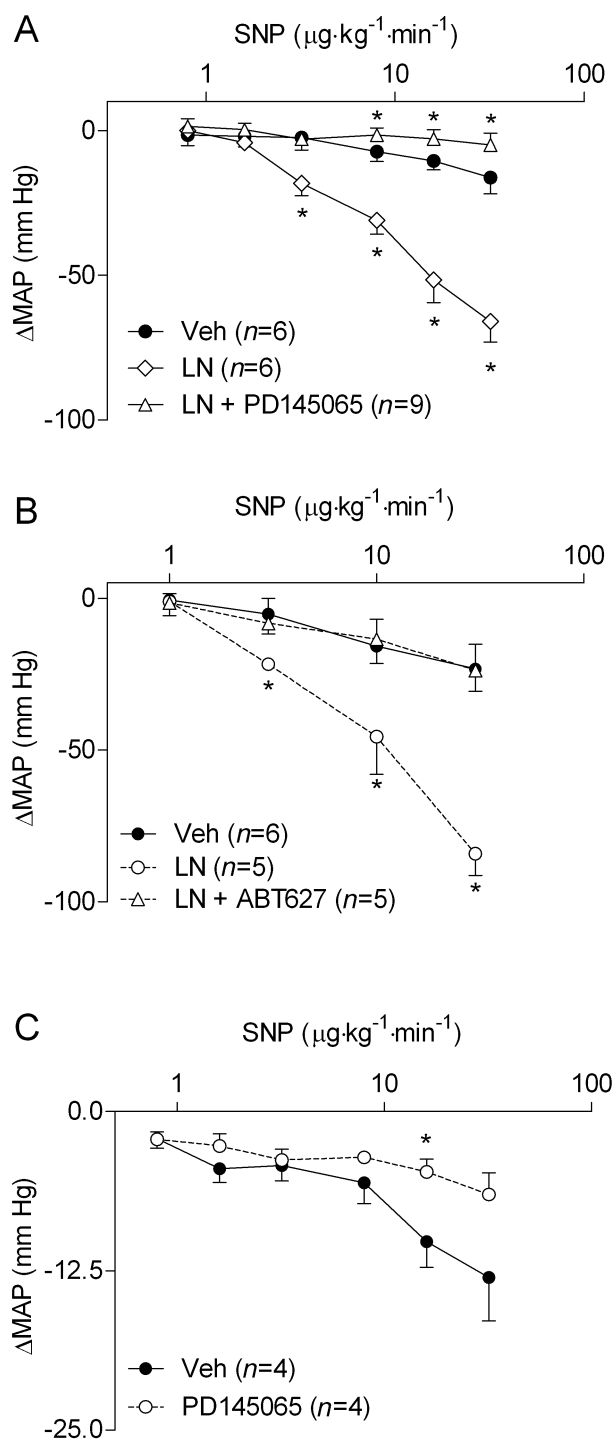 A
SNP (μg·kg⁻¹·min⁻¹)
1 10 100
* * *
0
*
*
-50
*
*
-100
ΔMAP (mm Hg)
Veh (n=6)
LN (n=6)
LN + PD145065 (n=9)
B
SNP (μg·kg⁻¹·min⁻¹)
1 10 100
0
*
-50
*
*
-100
ΔMAP (mm Hg)
Veh (n=6)
LN (n=5)
LN + ABT627 (n=5)
C
SNP (μg·kg⁻¹·min⁻¹)
1 10 100
0.0
*
-12.5
-25.0
ΔMAP (mm Hg)
Veh (n=4)
PD145065 (n=4)